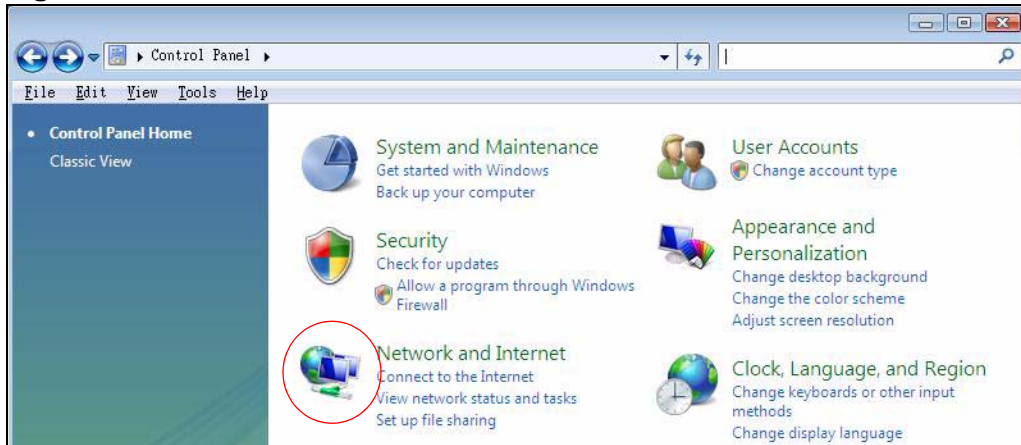 Control Panel
File Edit View Tools Help
Control Panel Home
Classic View
System and Maintenance
Get started with Windows
Back up your computer
Security
Check for updates
Allow a program through Windows
Firewall
Network and Internet
Connect to the Internet
View network status and tasks
Set up file sharing
User Accounts
Change account type
Appearance and
Personalization
Change desktop background
Change the color scheme
Adjust screen resolution
Clock, Language, and Region
Change keyboards or other input
methods
Change display language